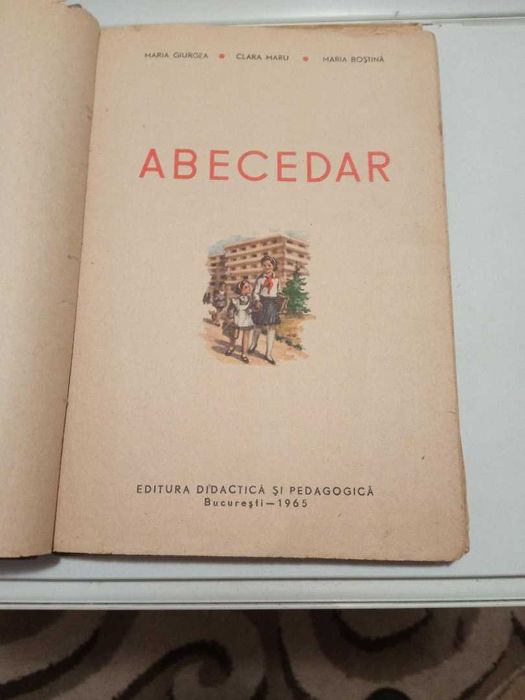 MARIA GIURGEA • CLARA MARU • MARIA BOȘTINĂ
ABECEDAR
EDITURA DIDACTICĂ ȘI PEDAGOGICĂ
București—1965